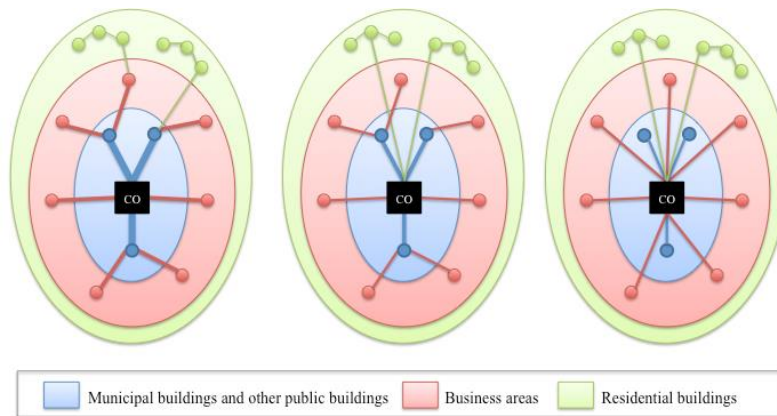 CO
CO
CO
Municipal buildings and other public buildings
Business areas
Residential buildings